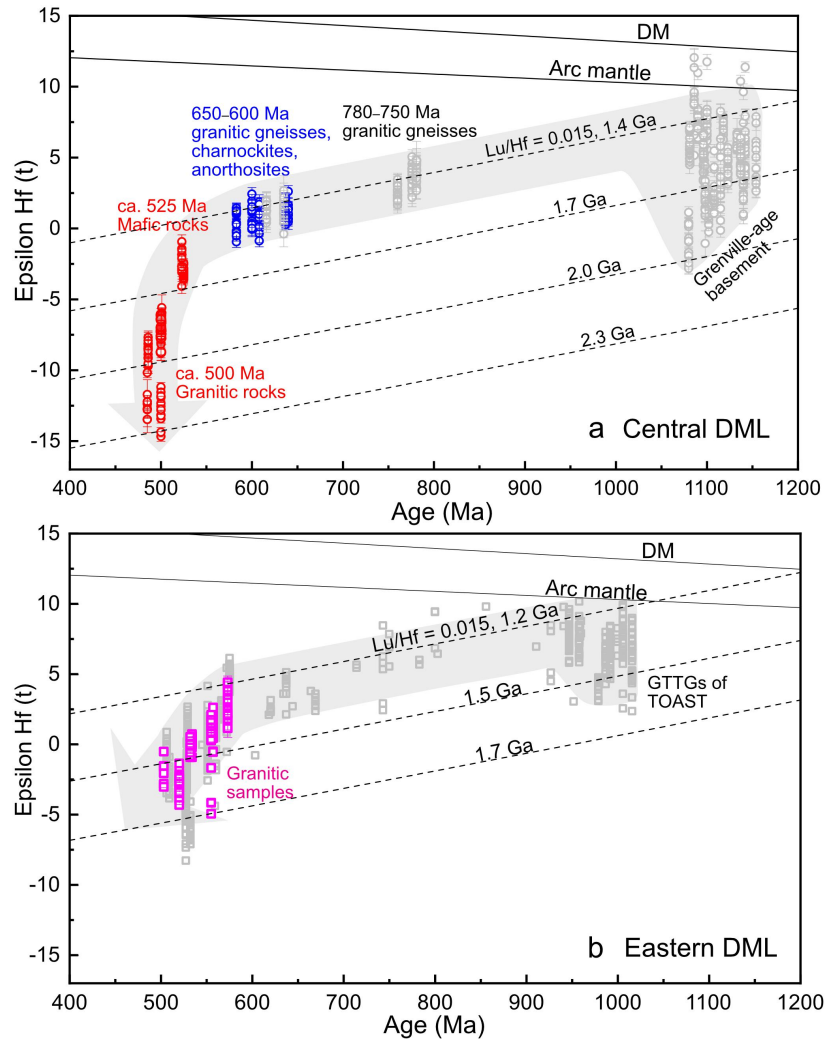 15
10
5
0
-5
-10
-15
Epsilon Hf (t)
DM
Arc mantle
650–600 Ma
granitic gneisses,
charnockites,
anorthosites
780–750 Ma
granitic gneisses
Lu/Hf = 0.015, 1.4 Ga
ca. 525 Ma
Mafic rocks
1.7 Ga
Grenville-age
basement
2.0 Ga
2.3 Ga
ca. 500 Ma
Granitic rocks
a Central DML
400 500 600 700 800 900 1000 1100 1200
Age (Ma)
15
10
5
0
-5
-10
-15
Epsilon Hf (t)
DM
Arc mantle
Lu/Hf = 0.015, 1.2 Ga
GTTGs of
TOAST
1.5 Ga
1.7 Ga
Granitic
samples
b Eastern DML
400 500 600 700 800 900 1000 1100 1200
Age (Ma)